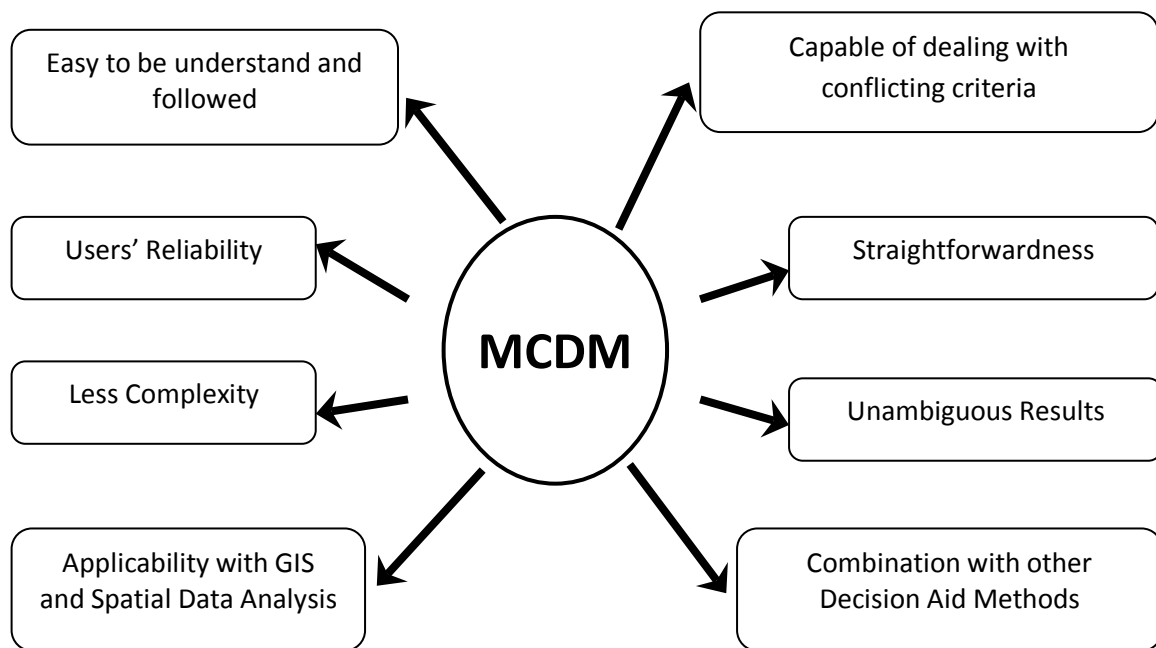 Easy to be understand and
followed
Capable of dealing with
conflicting criteria
Users’ Reliability
Straightforwardness
MCDM
Less Complexity
Unambiguous Results
Applicability with GIS
and Spatial Data Analysis
Combination with other
Decision Aid Methods